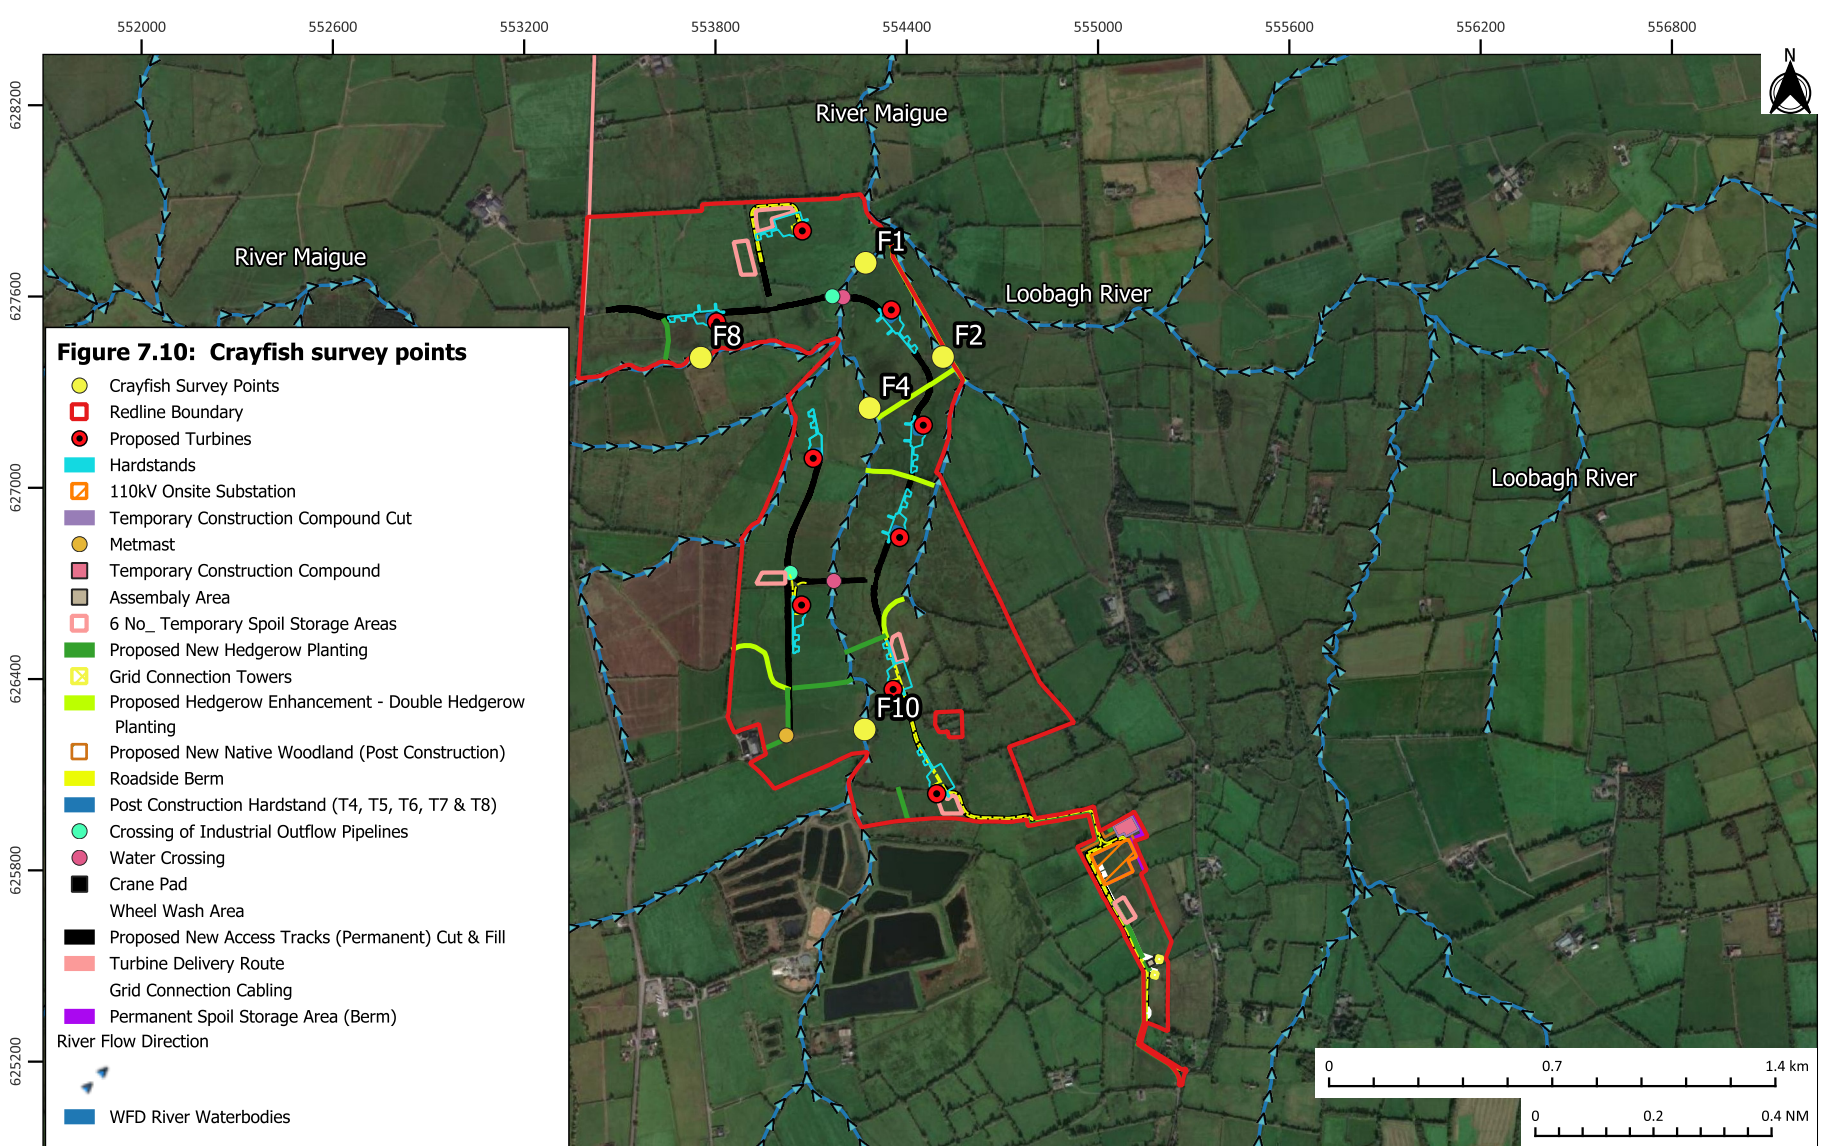 552000 552600 553200 553800 554400 555000 555600 556200 556800
N
628200
River Maigue
F1
River Maigue
627600
Loobagh River
F8
F2
F4
627000
Loobagh River
626400
F10
625800
625200
Figure 7.10: Crayfish survey points
Crayfish Survey Points
Redline Boundary
Proposed Turbines
Hardstands
110kV Onsite Substation
Temporary Construction Compound Cut
Metmast
Temporary Construction Compound
Assembaly Area
6 No_ Temporary Spoil Storage Areas
Proposed New Hedgerow Planting
Grid Connection Towers
Proposed Hedgerow Enhancement - Double Hedgerow
Planting
Proposed New Native Woodland (Post Construction)
Roadside Berm
Post Construction Hardstand (T4, T5, T6, T7 & T8)
Crossing of Industrial Outflow Pipelines
Water Crossing
Crane Pad
Wheel Wash Area
Proposed New Access Tracks (Permanent) Cut & Fill
Turbine Delivery Route
Grid Connection Cabling
Permanent Spoil Storage Area (Berm)
River Flow Direction
WFD River Waterbodies
0 0.7 1.4 km
0 0.2 0.4 NM